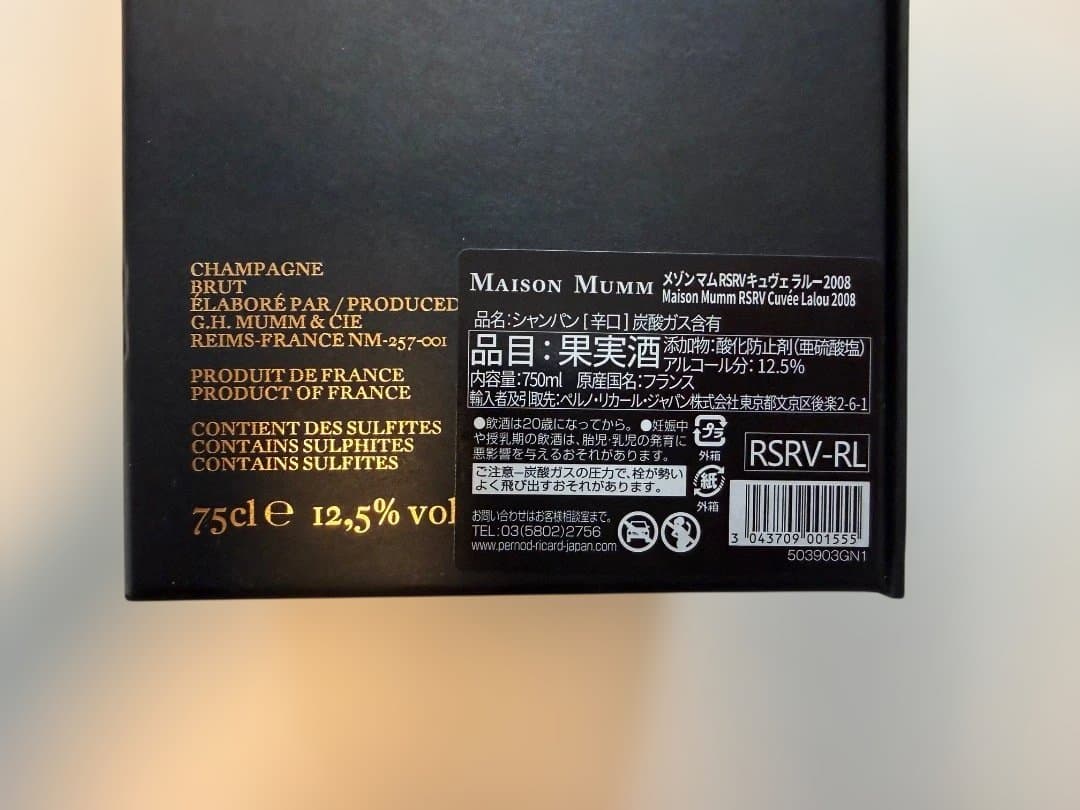 CHAMPAGNE
BRUT
ÉLABORÉ PAR / PRODUCED
G.H. MUMM & CIE
REIMS-FRANCE NM-257-001
PRODUIT DE FRANCE
PRODUCT OF FRANCE
CONTIENT DES SULFITES
CONTAINS SULPHITES
CONTAINS SULFITES
75cl e 12,5% vol
MAISON MUMM
メゾン マム RSRVキュヴェ ラルー2008
Maison Mumm RSRV Cuvée Lalou 2008
品名:シャンパン [辛口] 炭酸ガス含有
品目:果実酒
添加物:酸化防止剤(亜硫酸塩)
アルコール分: 12.5%
内容量:750ml 原産国名:フランス
輸入者及引取先:ペルノ・リカール・ジャパン株式会社 東京都文京区後楽2-6-1
●飲酒は20歳になってから。●妊娠中
や授乳期の飲酒は、胎児・乳児の発育に
悪影響を与えるおそれがあります。
ご注意−炭酸ガスの圧力で、栓が勢い
よく飛び出すおそれがあります。
お問い合わせはお客様相談室まで。
TEL:03(5802)2756
www.pernod-ricard-japan.com
プラ
外箱
紙
外箱
RSRV-RL
3 043709 001555
503903GN1